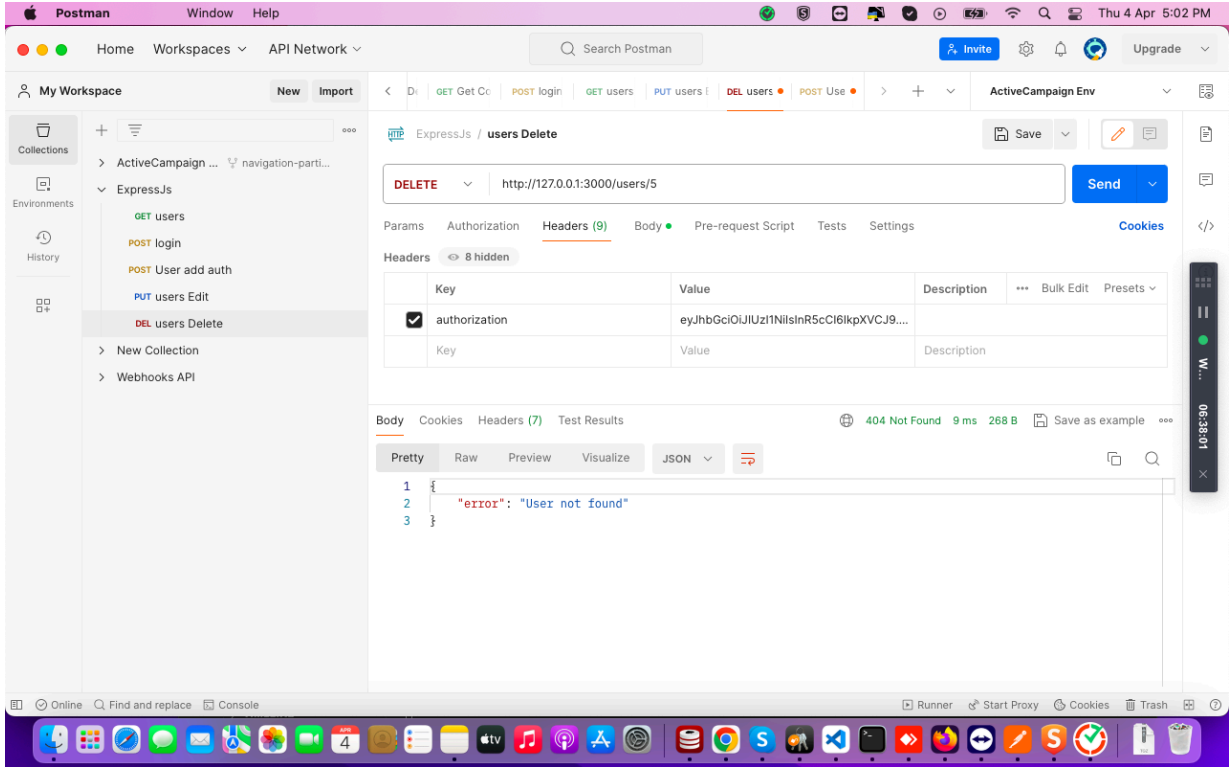 Postman Window Help Thu 4 Apr 5:02 PM
Home Workspaces API Network Search Postman Invite Upgrade
My Workspace New Import GET Get Co POST login GET users PUT users E DEL users POST Use ActiveCampaign Env
Collections
Environments
History
ActiveCampaign ... navigation-parti...
ExpressJs
GET users
POST login
POST User add auth
PUT users Edit
DEL users Delete
New Collection
Webhooks API
HTTP ExpressJs / users Delete Save
DELETE http://127.0.0.1:3000/users/5 Send
Params Authorization Headers (9) Body Pre-request Script Tests Settings Cookies
Headers 8 hidden
Key Value Description Bulk Edit Presets
authorization eyJhbGciOiJIUzI1NiIsInR5cCI6IkpXVCJ9....
Key Value Description
W... 06:38:01
Body Cookies Headers (7) Test Results 404 Not Found 9 ms 268 B Save as example
Pretty Raw Preview Visualize JSON
1 {
2 "error": "User not found"
3 }
Online Find and replace Console Runner Start Proxy Cookies Trash
APR
4
tv